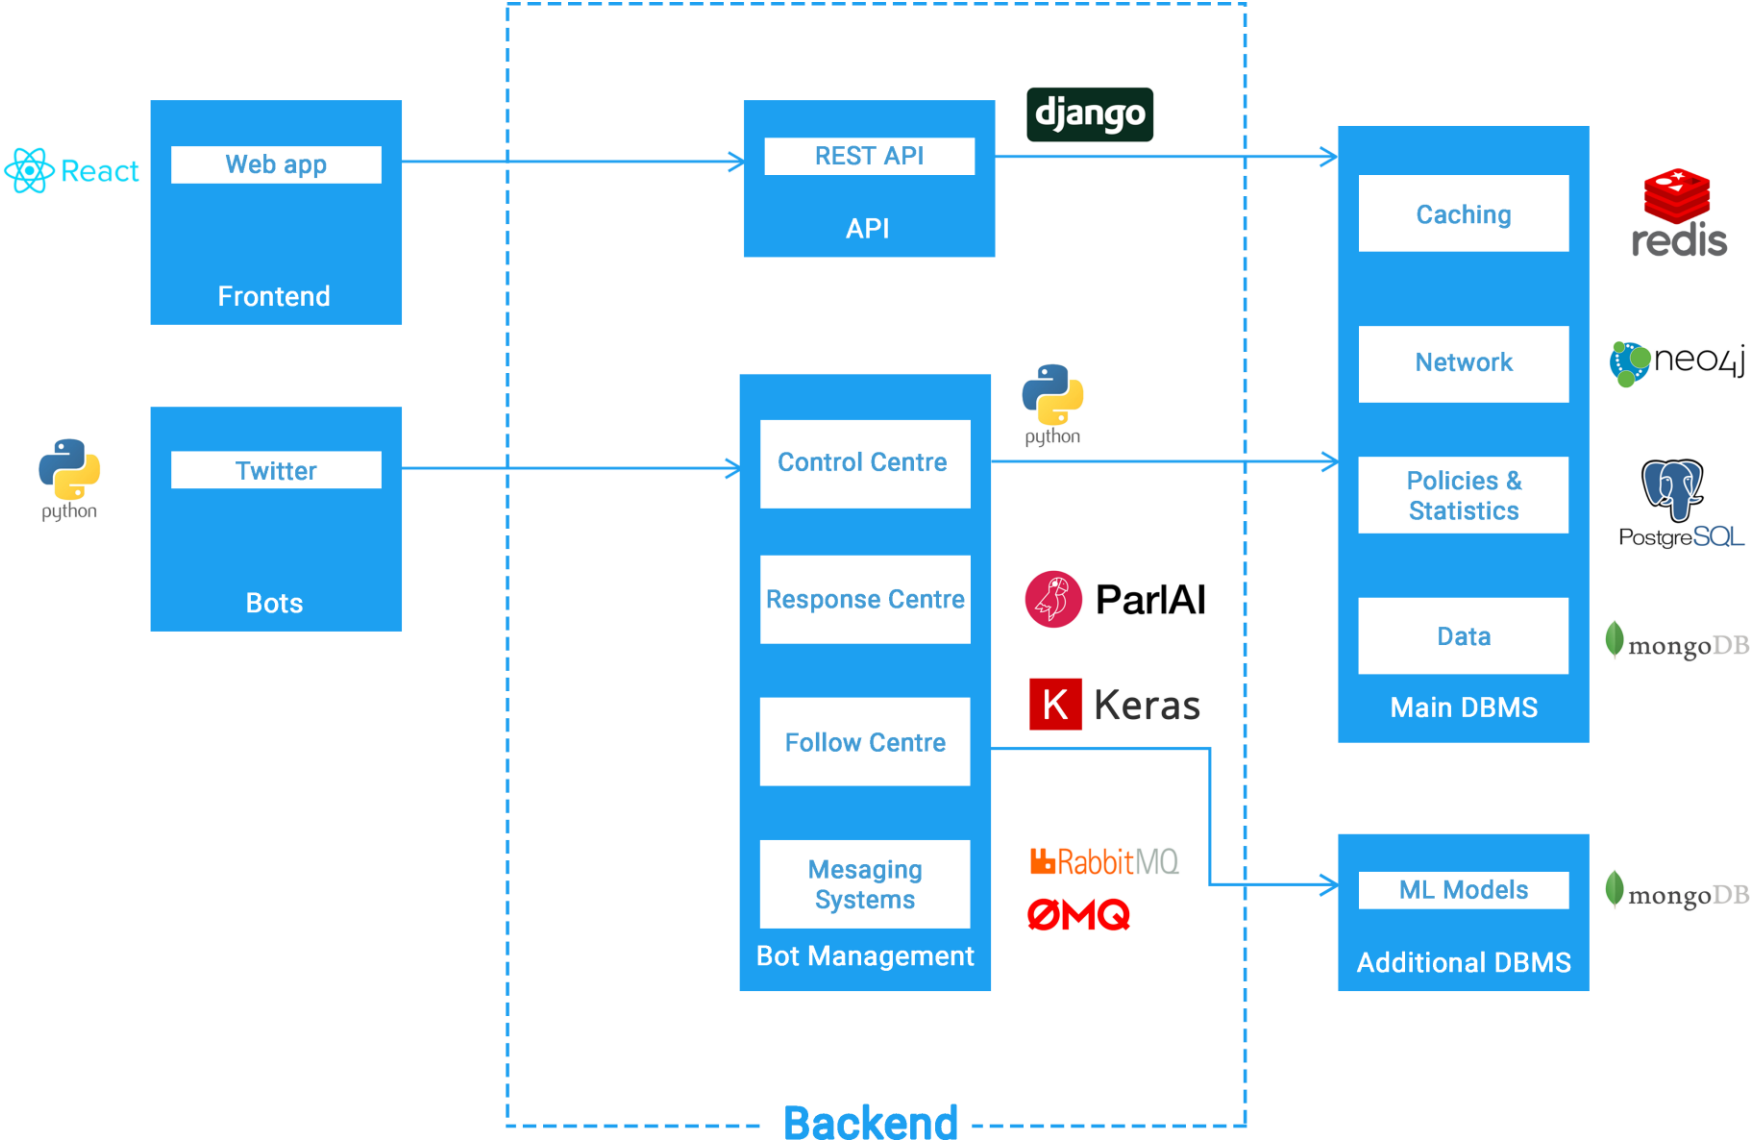 React
Web app
Frontend
python
Twitter
Bots
REST API
API
django
Control Centre
python
Response Centre
ParlAI
Keras
Follow Centre
Mesaging
Systems
RabbitMQ
ØMQ
Bot Management
Backend
Caching
redis
Network
neo4j
Policies &
Statistics
PostgreSQL
Data
mongoDB
Main DBMS
ML Models
mongoDB
Additional DBMS